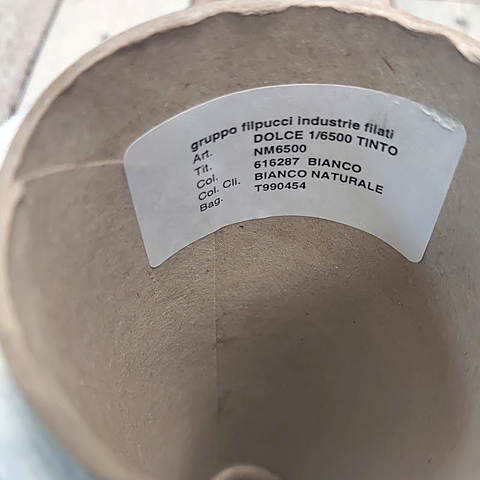 gruppo filpucci industrie filati
Art. DOLCE 1/6500 TINTO
Tit. NM6500
Col. 616287 BIANCO
Col. Cli. BIANCO NATURALE
Bag. T990454